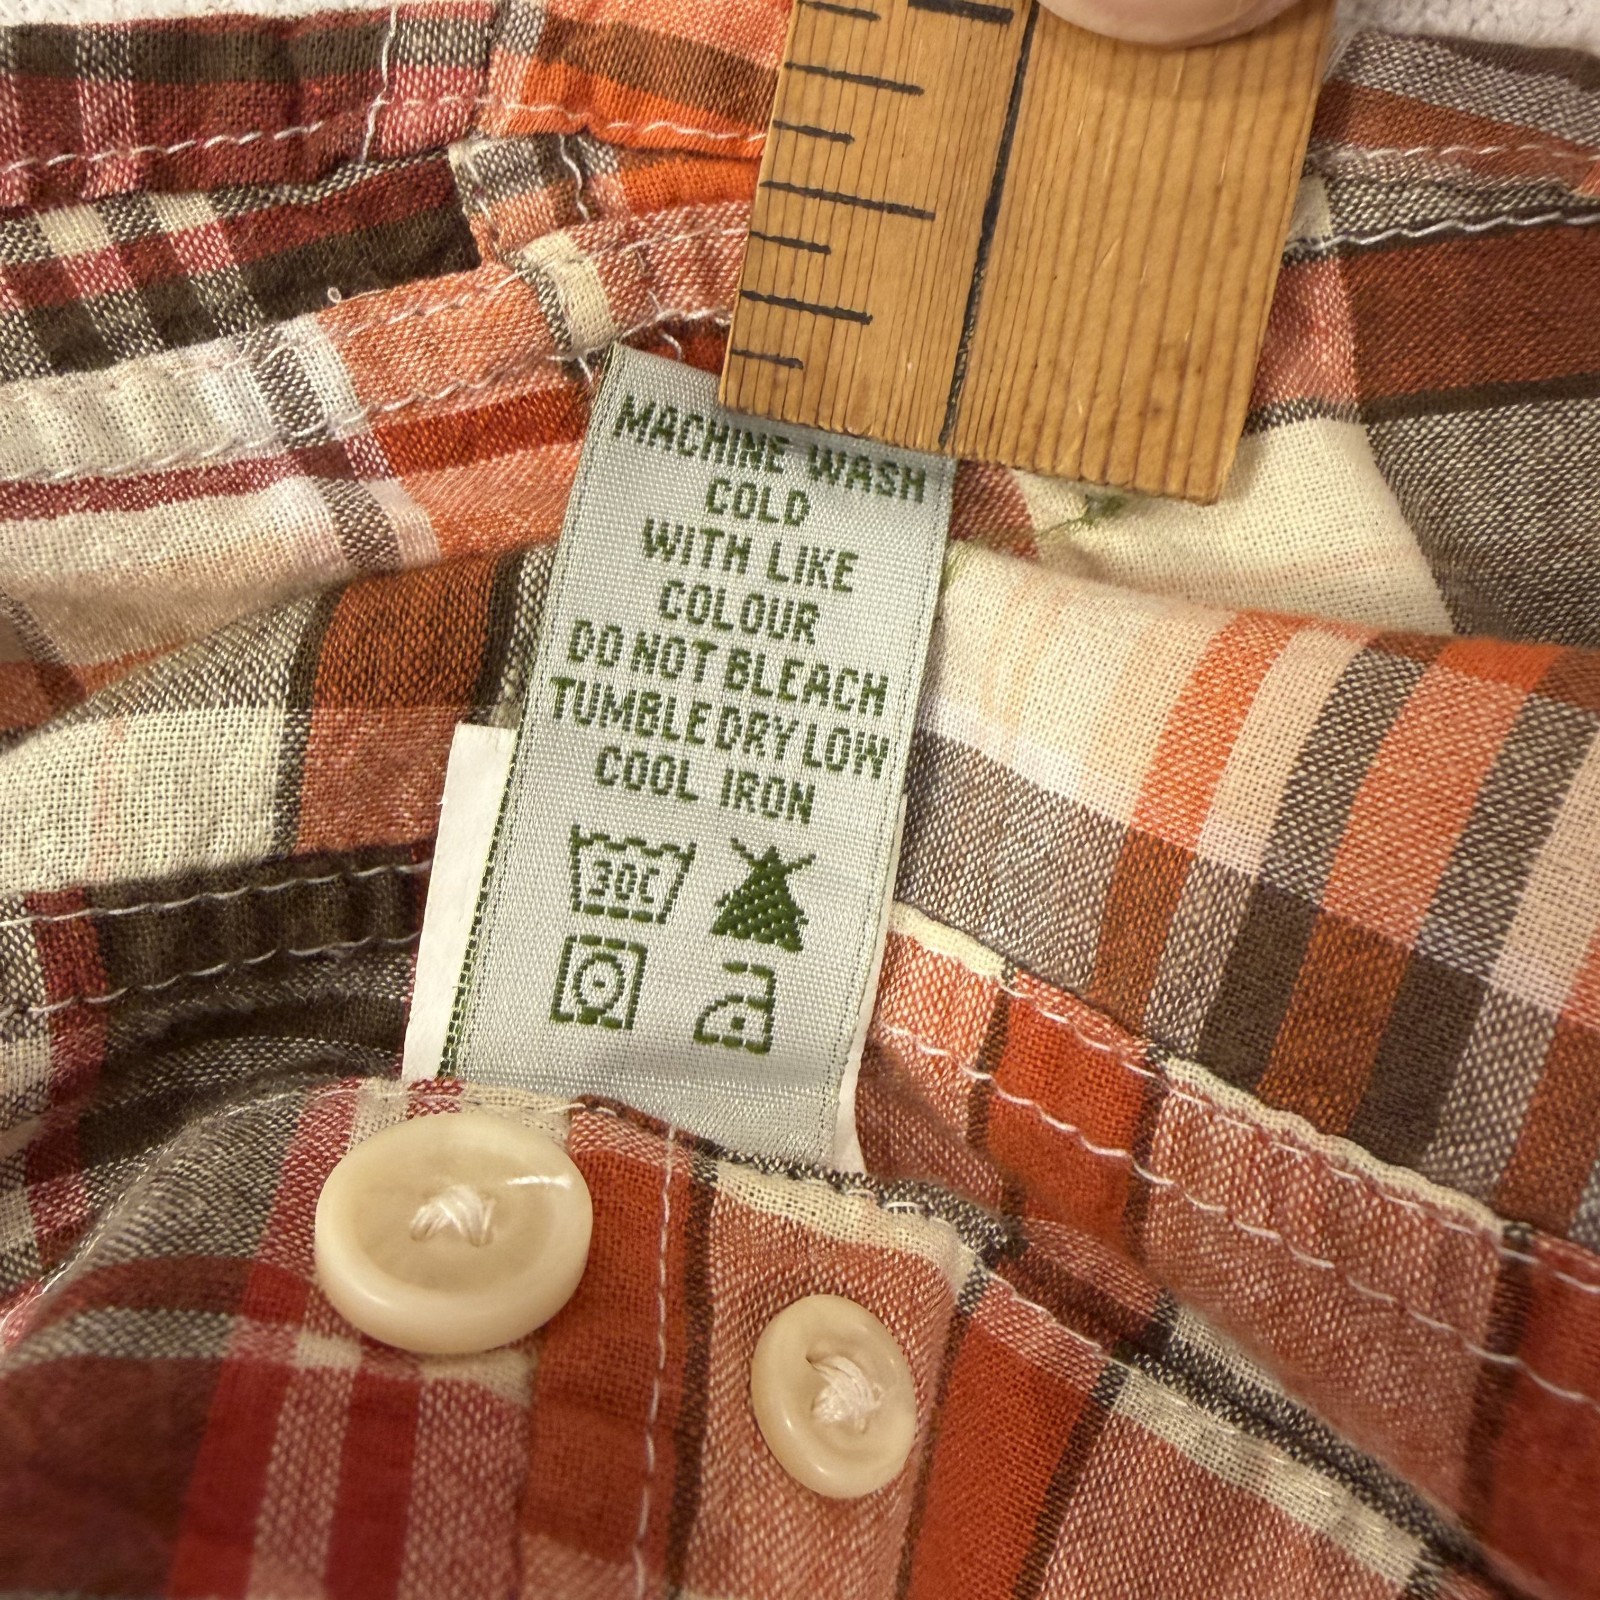 MACHINE WASH
COLD
WITH LIKE
COLOUR
DO NOT BLEACH
TUMBLE DRY LOW
COOL IRON
30C